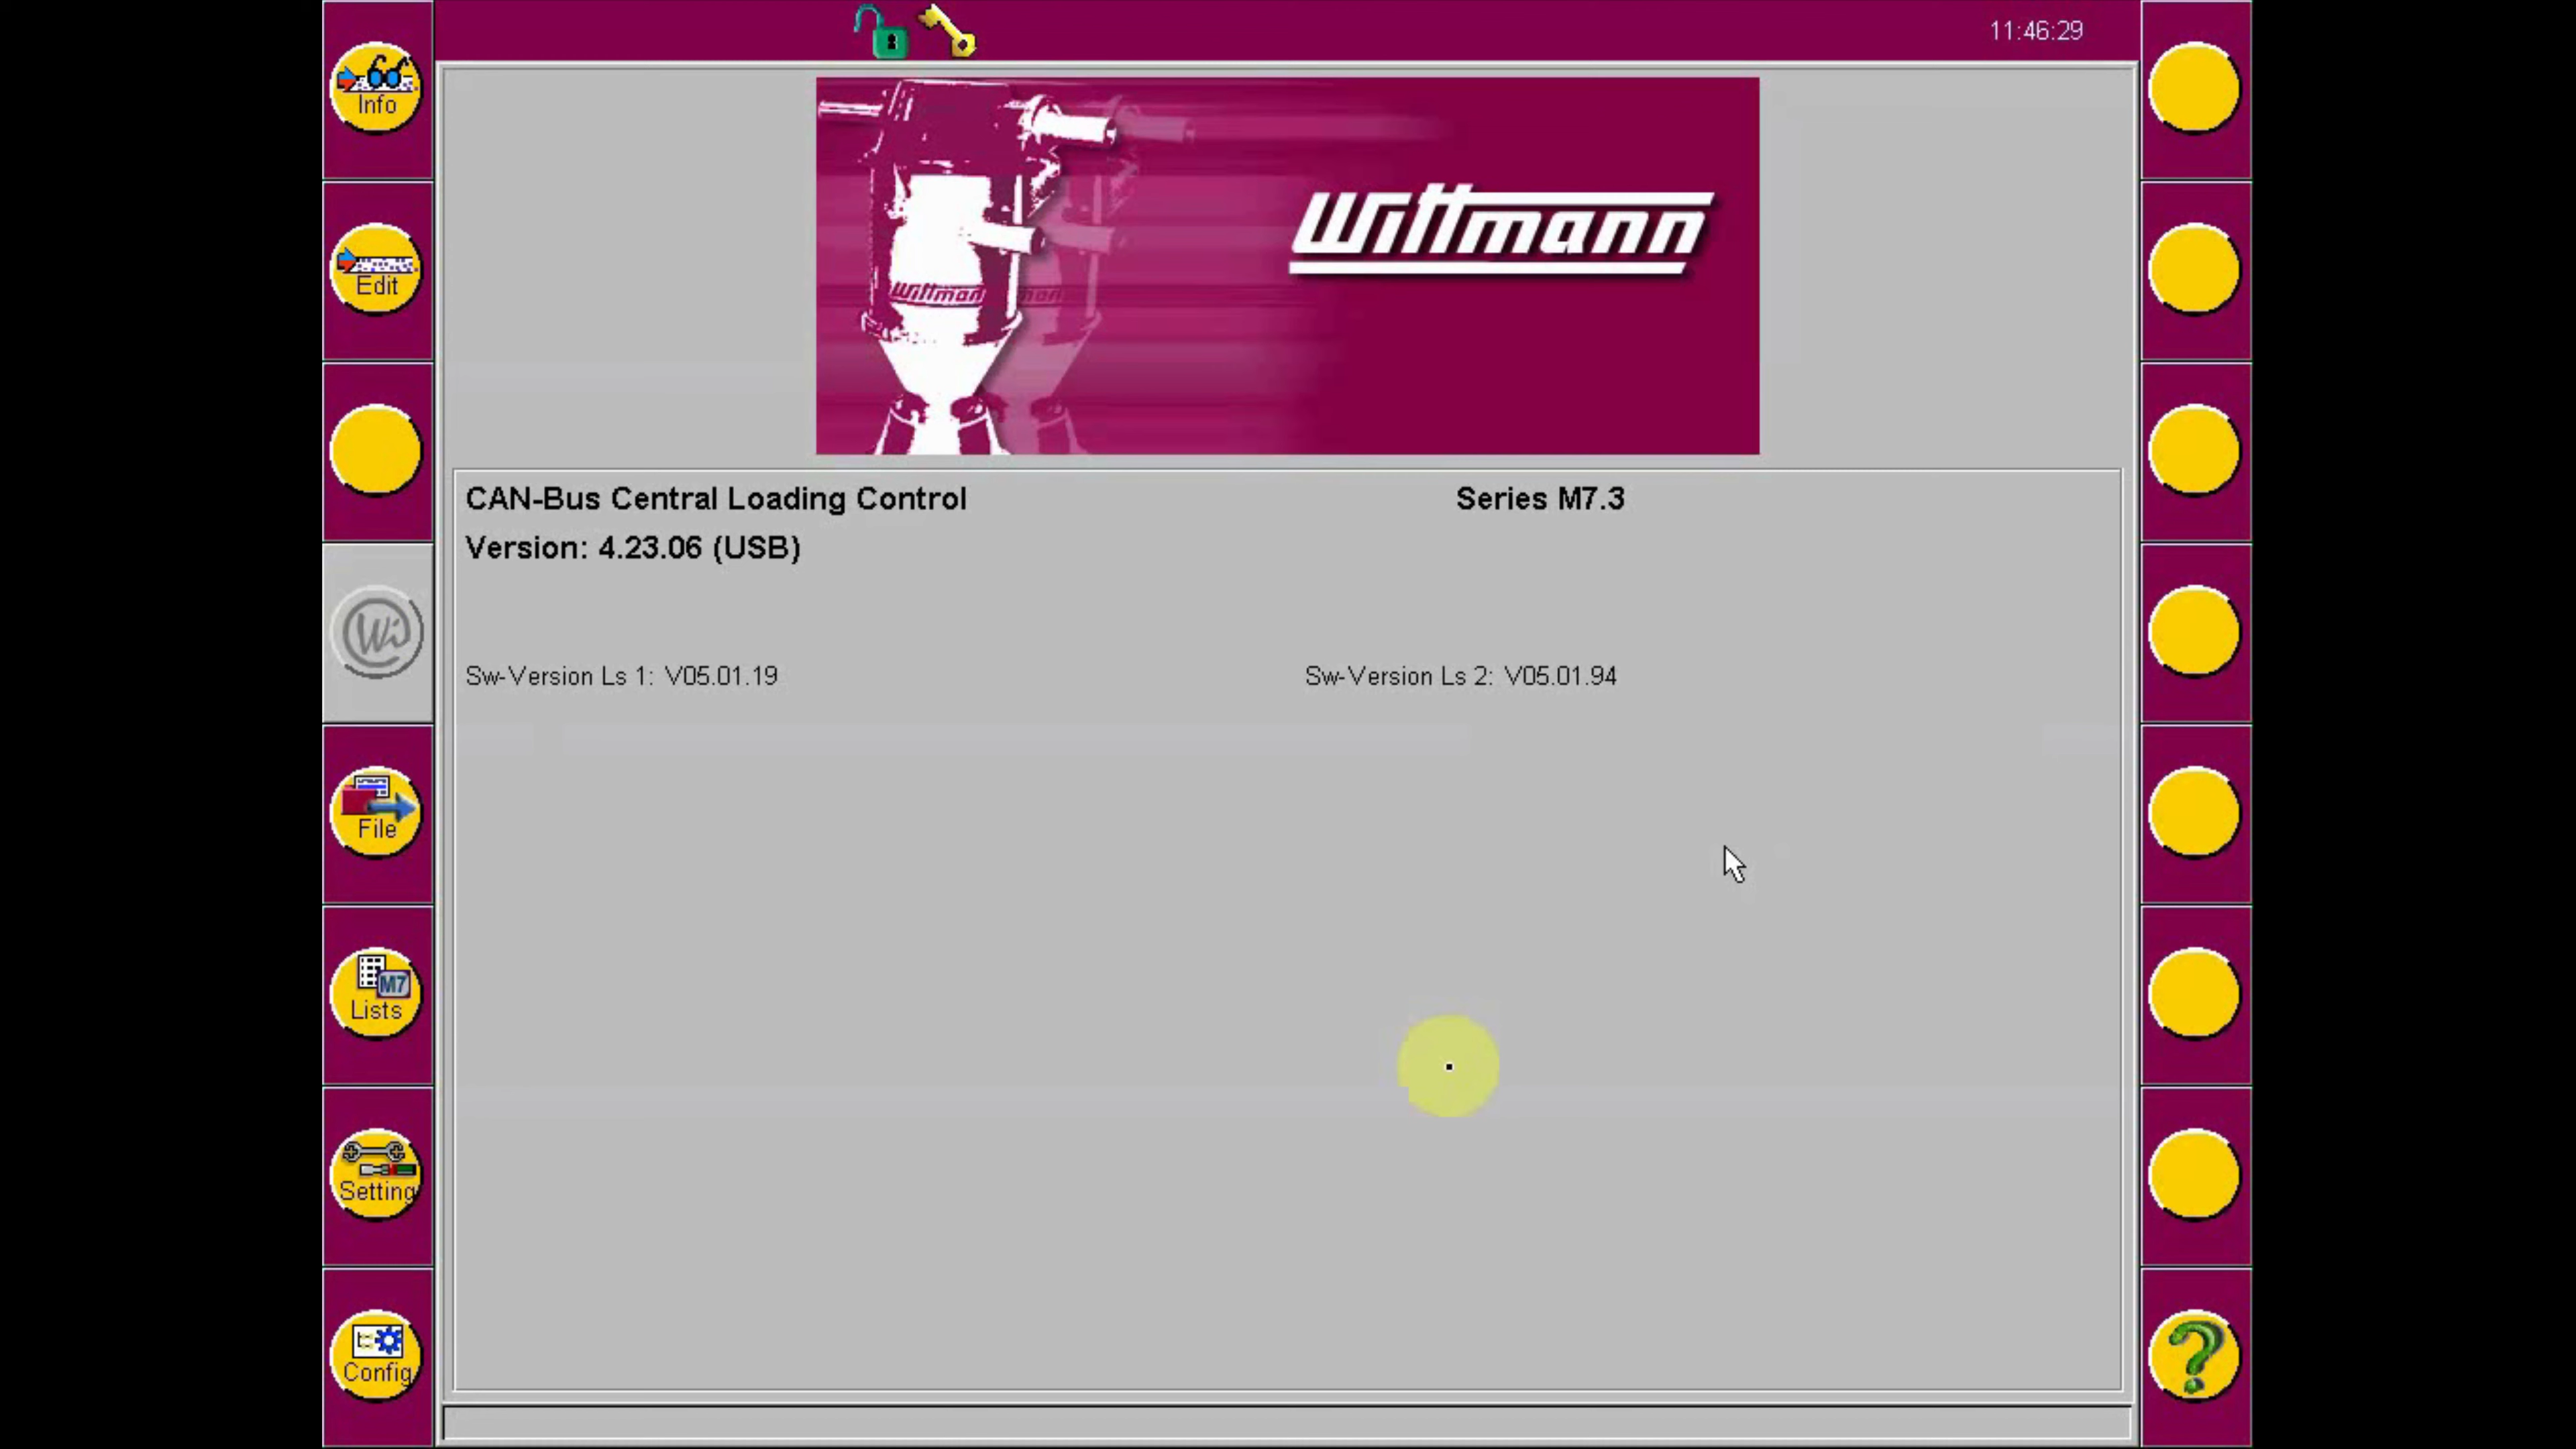 11:46:29
Info
Edit
Wi
File
M7
Lists
Setting
Config
Wittmann
Wittmann
CAN-Bus Central Loading Control
Series M7.3
Version: 4.23.06 (USB)
Sw-Version Ls 1: V05.01.19
Sw-Version Ls 2: V05.01.94
?